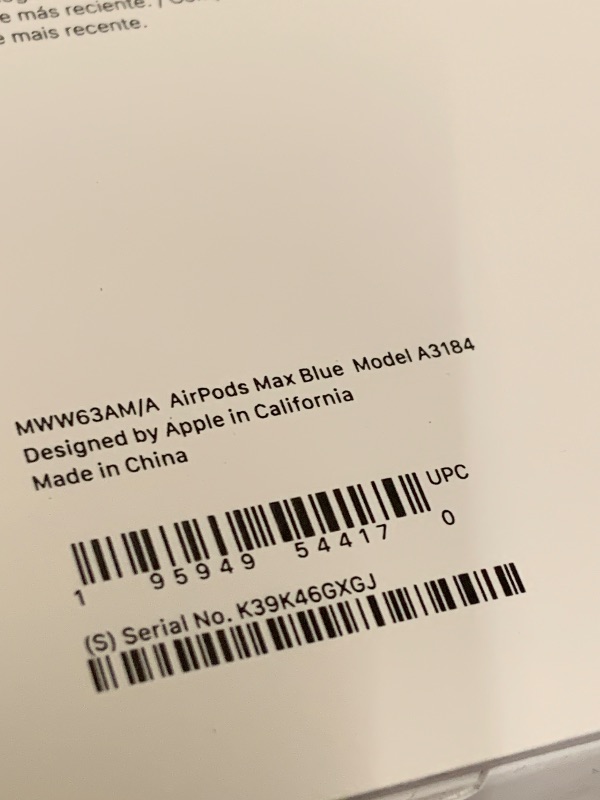 e más reciente. /
e mais recente.
MWW63AM/A AirPods Max Blue Model A3184
Designed by Apple in California
Made in China
UPC
1 95949 54417 0
(S) Serial No. K39K46GXGJ